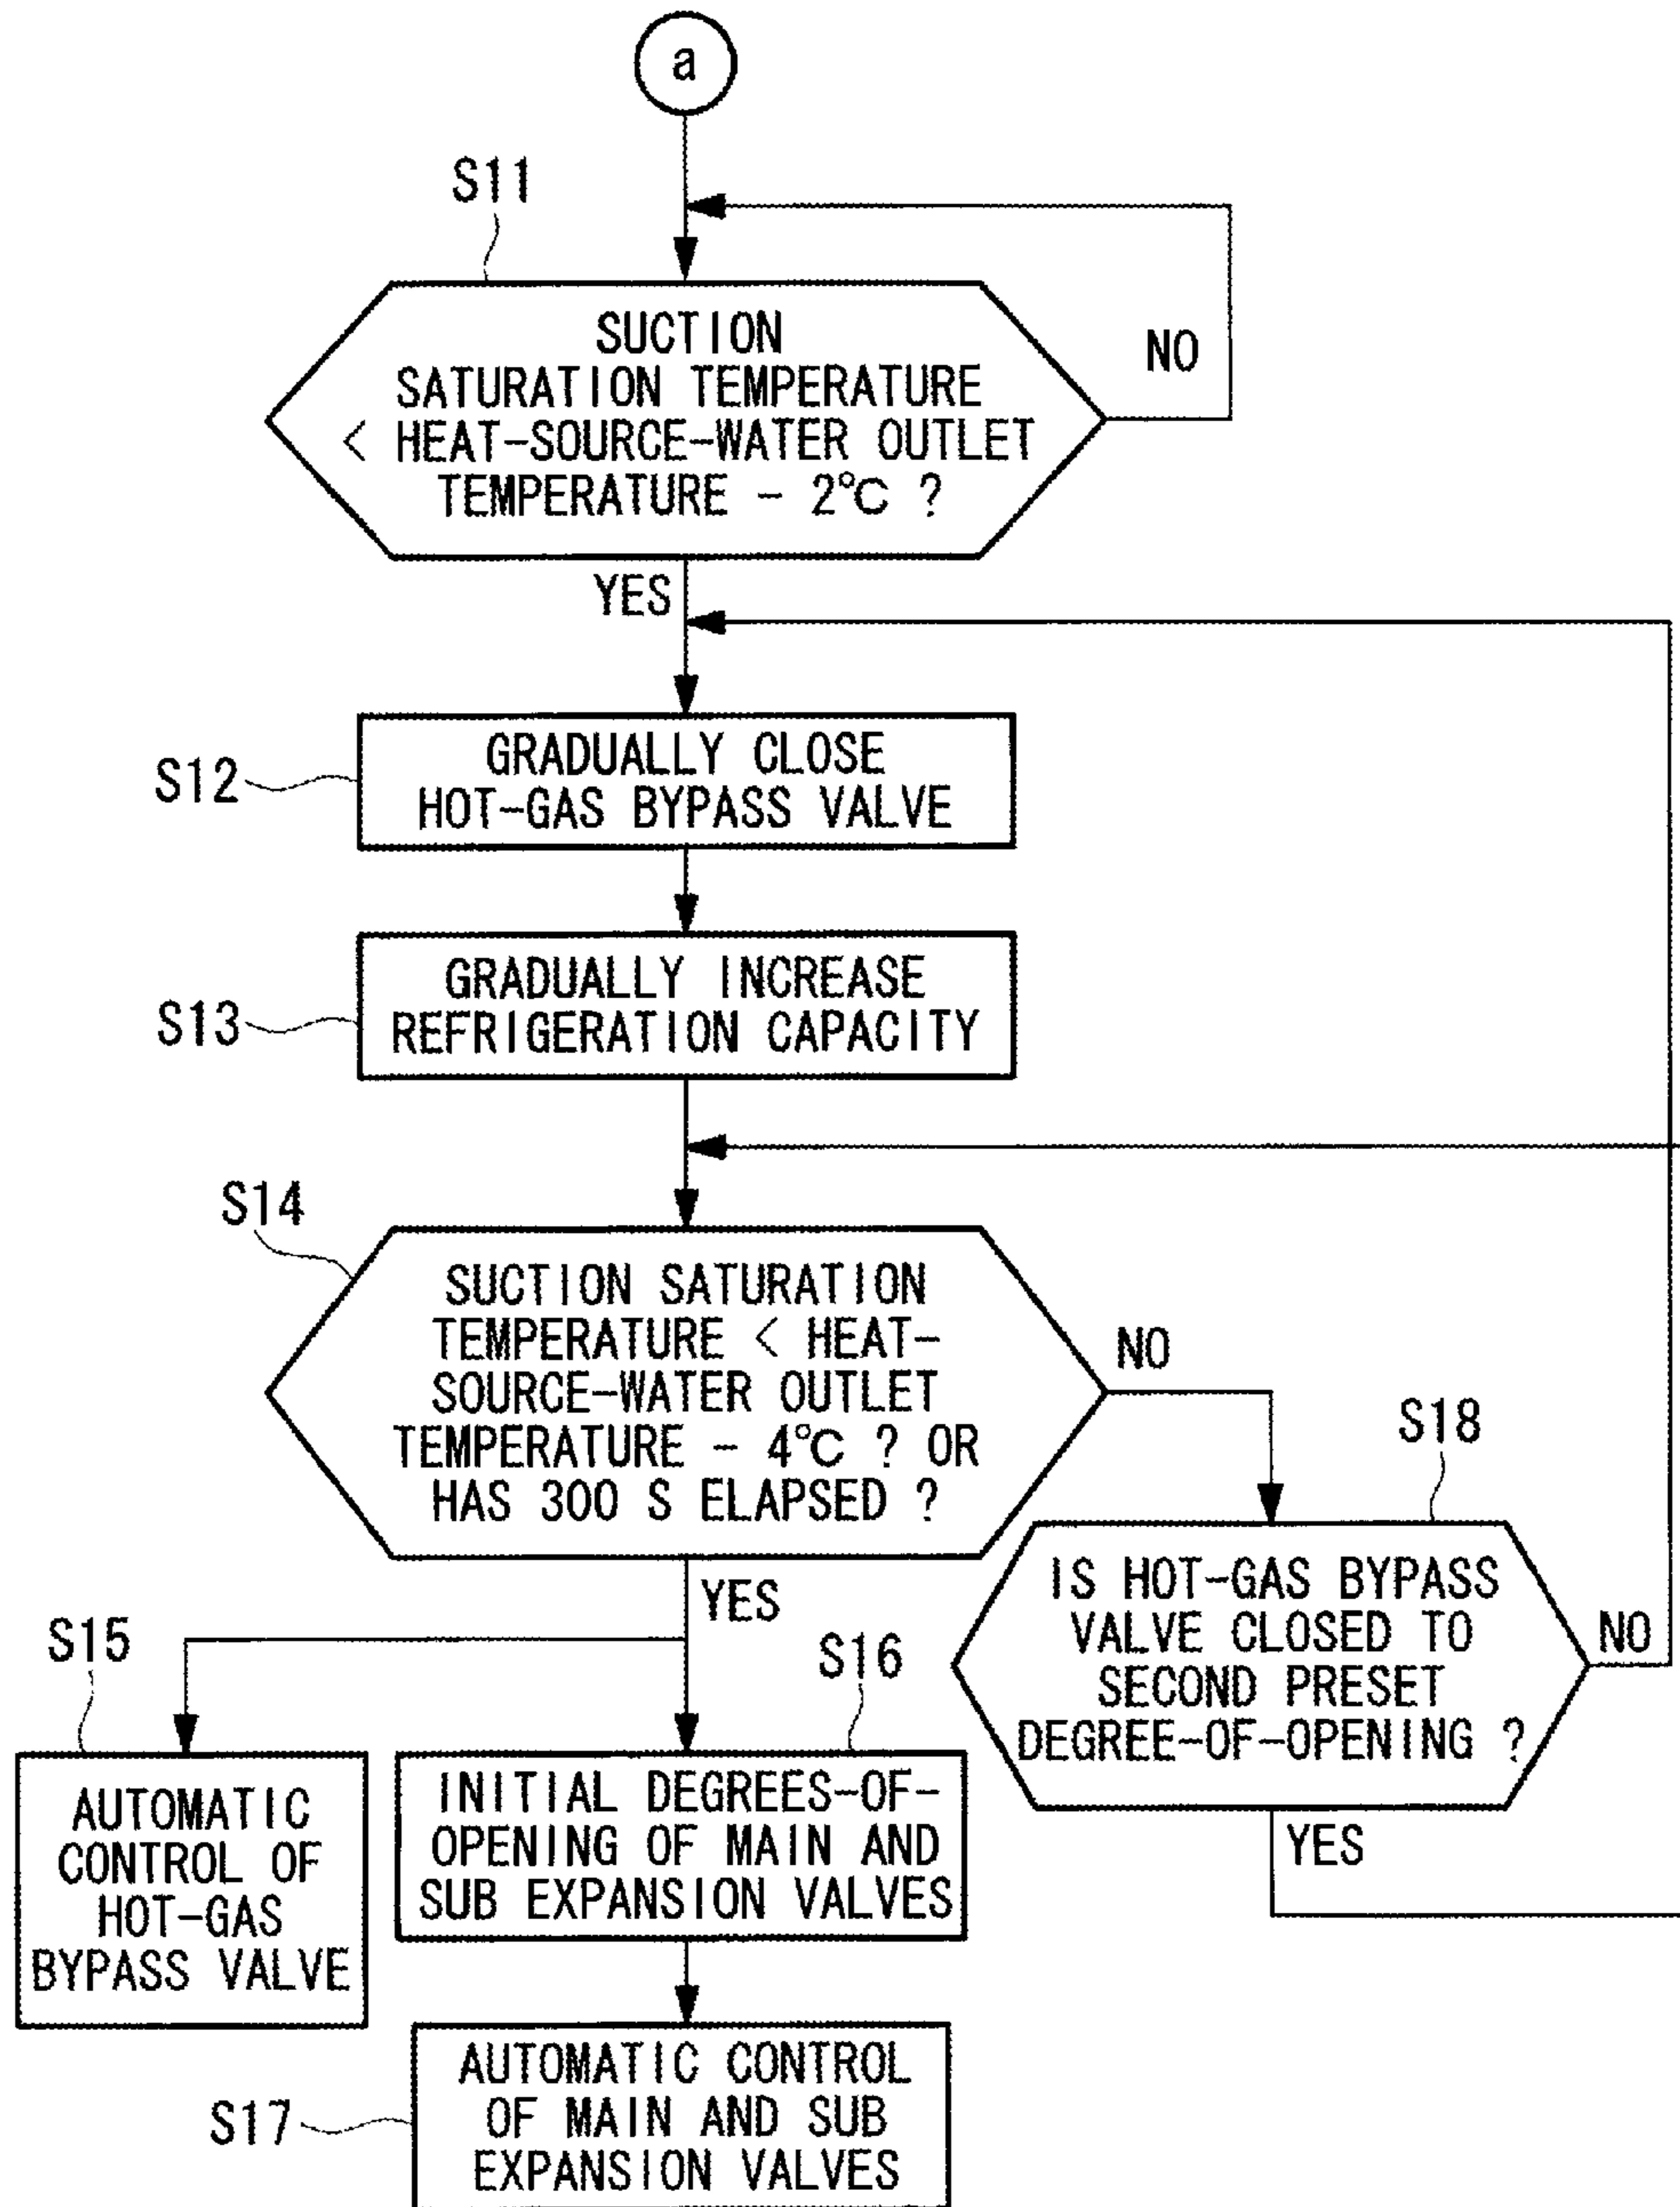 a
S11
SUCTION
SATURATION TEMPERATURE
< HEAT-SOURCE-WATER OUTLET
TEMPERATURE - 2℃ ?
NO
YES
S12
GRADUALLY CLOSE
HOT-GAS BYPASS VALVE
S13
GRADUALLY INCREASE
REFRIGERATION CAPACITY
S14
SUCTION SATURATION
TEMPERATURE < HEAT-
SOURCE-WATER OUTLET
TEMPERATURE - 4℃ ? OR
HAS 300 S ELAPSED ?
NO
YES
S18
IS HOT-GAS BYPASS
VALVE CLOSED TO
SECOND PRESET
DEGREE-OF-OPENING ?
NO
YES
S15
AUTOMATIC
CONTROL OF
HOT-GAS
BYPASS VALVE
S16
INITIAL DEGREES-OF-
OPENING OF MAIN AND
SUB EXPANSION VALVES
S17
AUTOMATIC CONTROL
OF MAIN AND SUB
EXPANSION VALVES